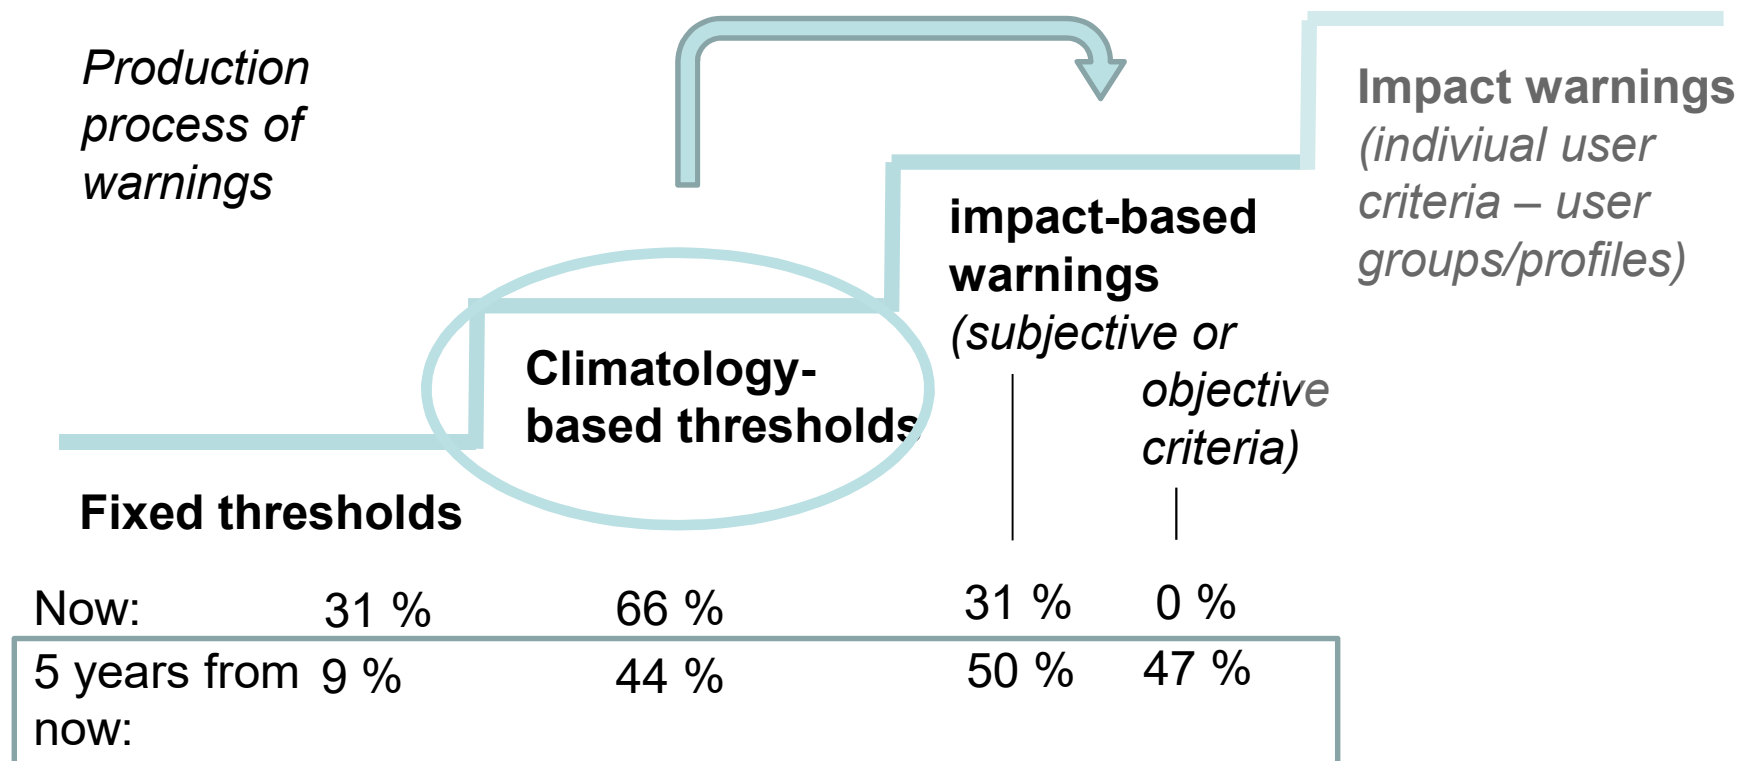 Production
process of
warnings
Impact warnings
(indiviual user
criteria – user
groups/profiles)
impact-based
warnings
(subjective or
objective
criteria)
Climatology-
based thresholds
Fixed thresholds
Now: 31 % 66 % 31 % 0 %
5 years from 9 % 44 % 50 % 47 %
now: